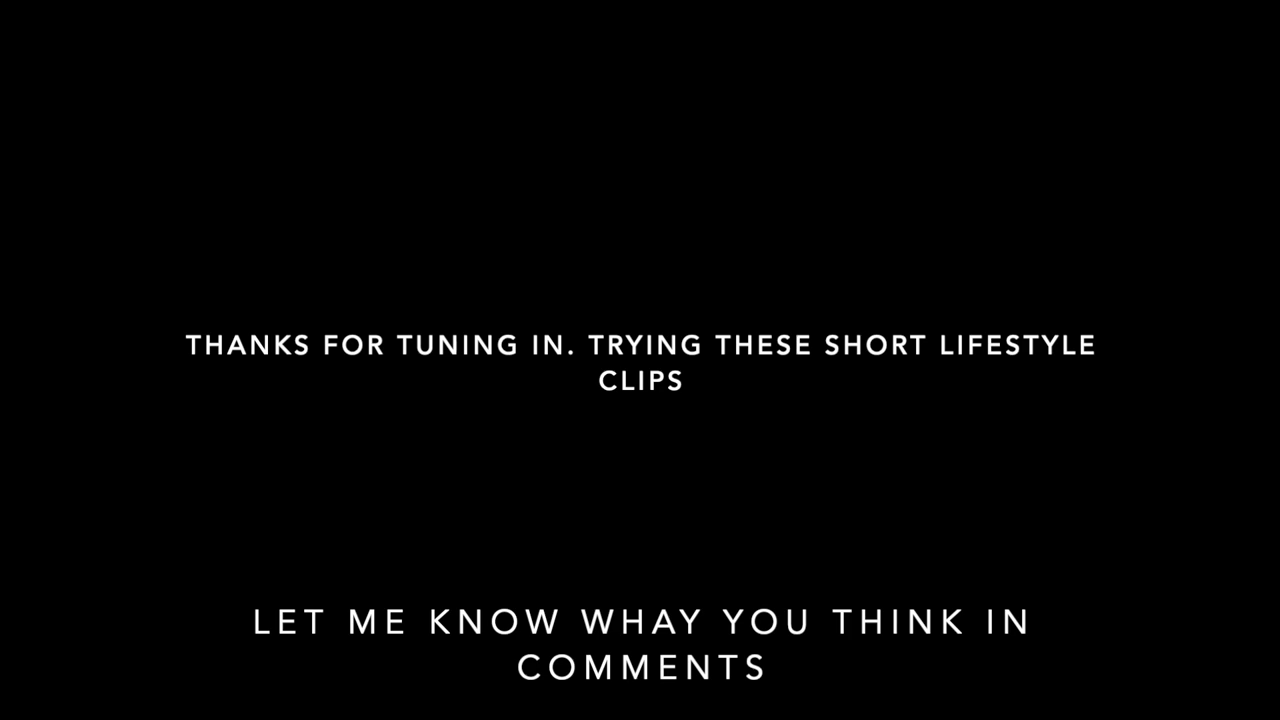 THANKS FOR TUNING IN. TRYING THESE SHORT LIFESTYLE
CLIPS
LET ME KNOW WHAY YOU THINK IN
COMMENTS